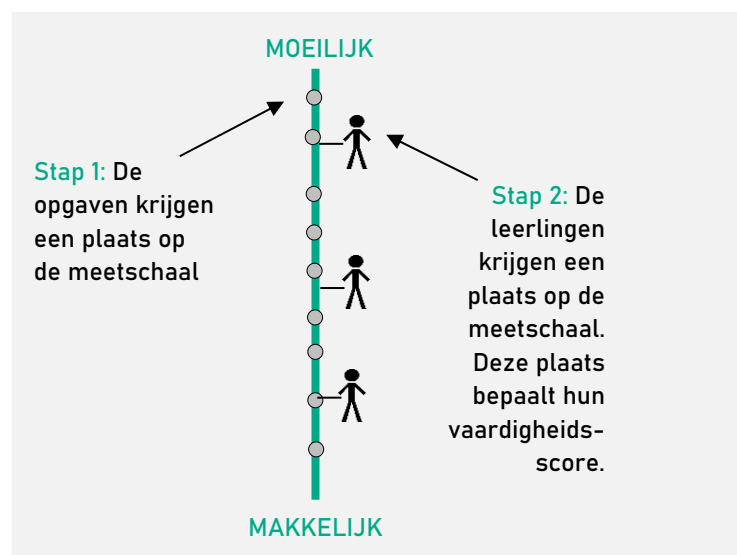 MOEILIJK
Stap 1: De
opgaven krijgen
een plaats op
de meetschaal
Stap 2: De
leerlingen
krijgen een
plaats op de
meetschaal.
Deze plaats
bepaalt hun
vaardigheids-
score.
MAKKELIJK